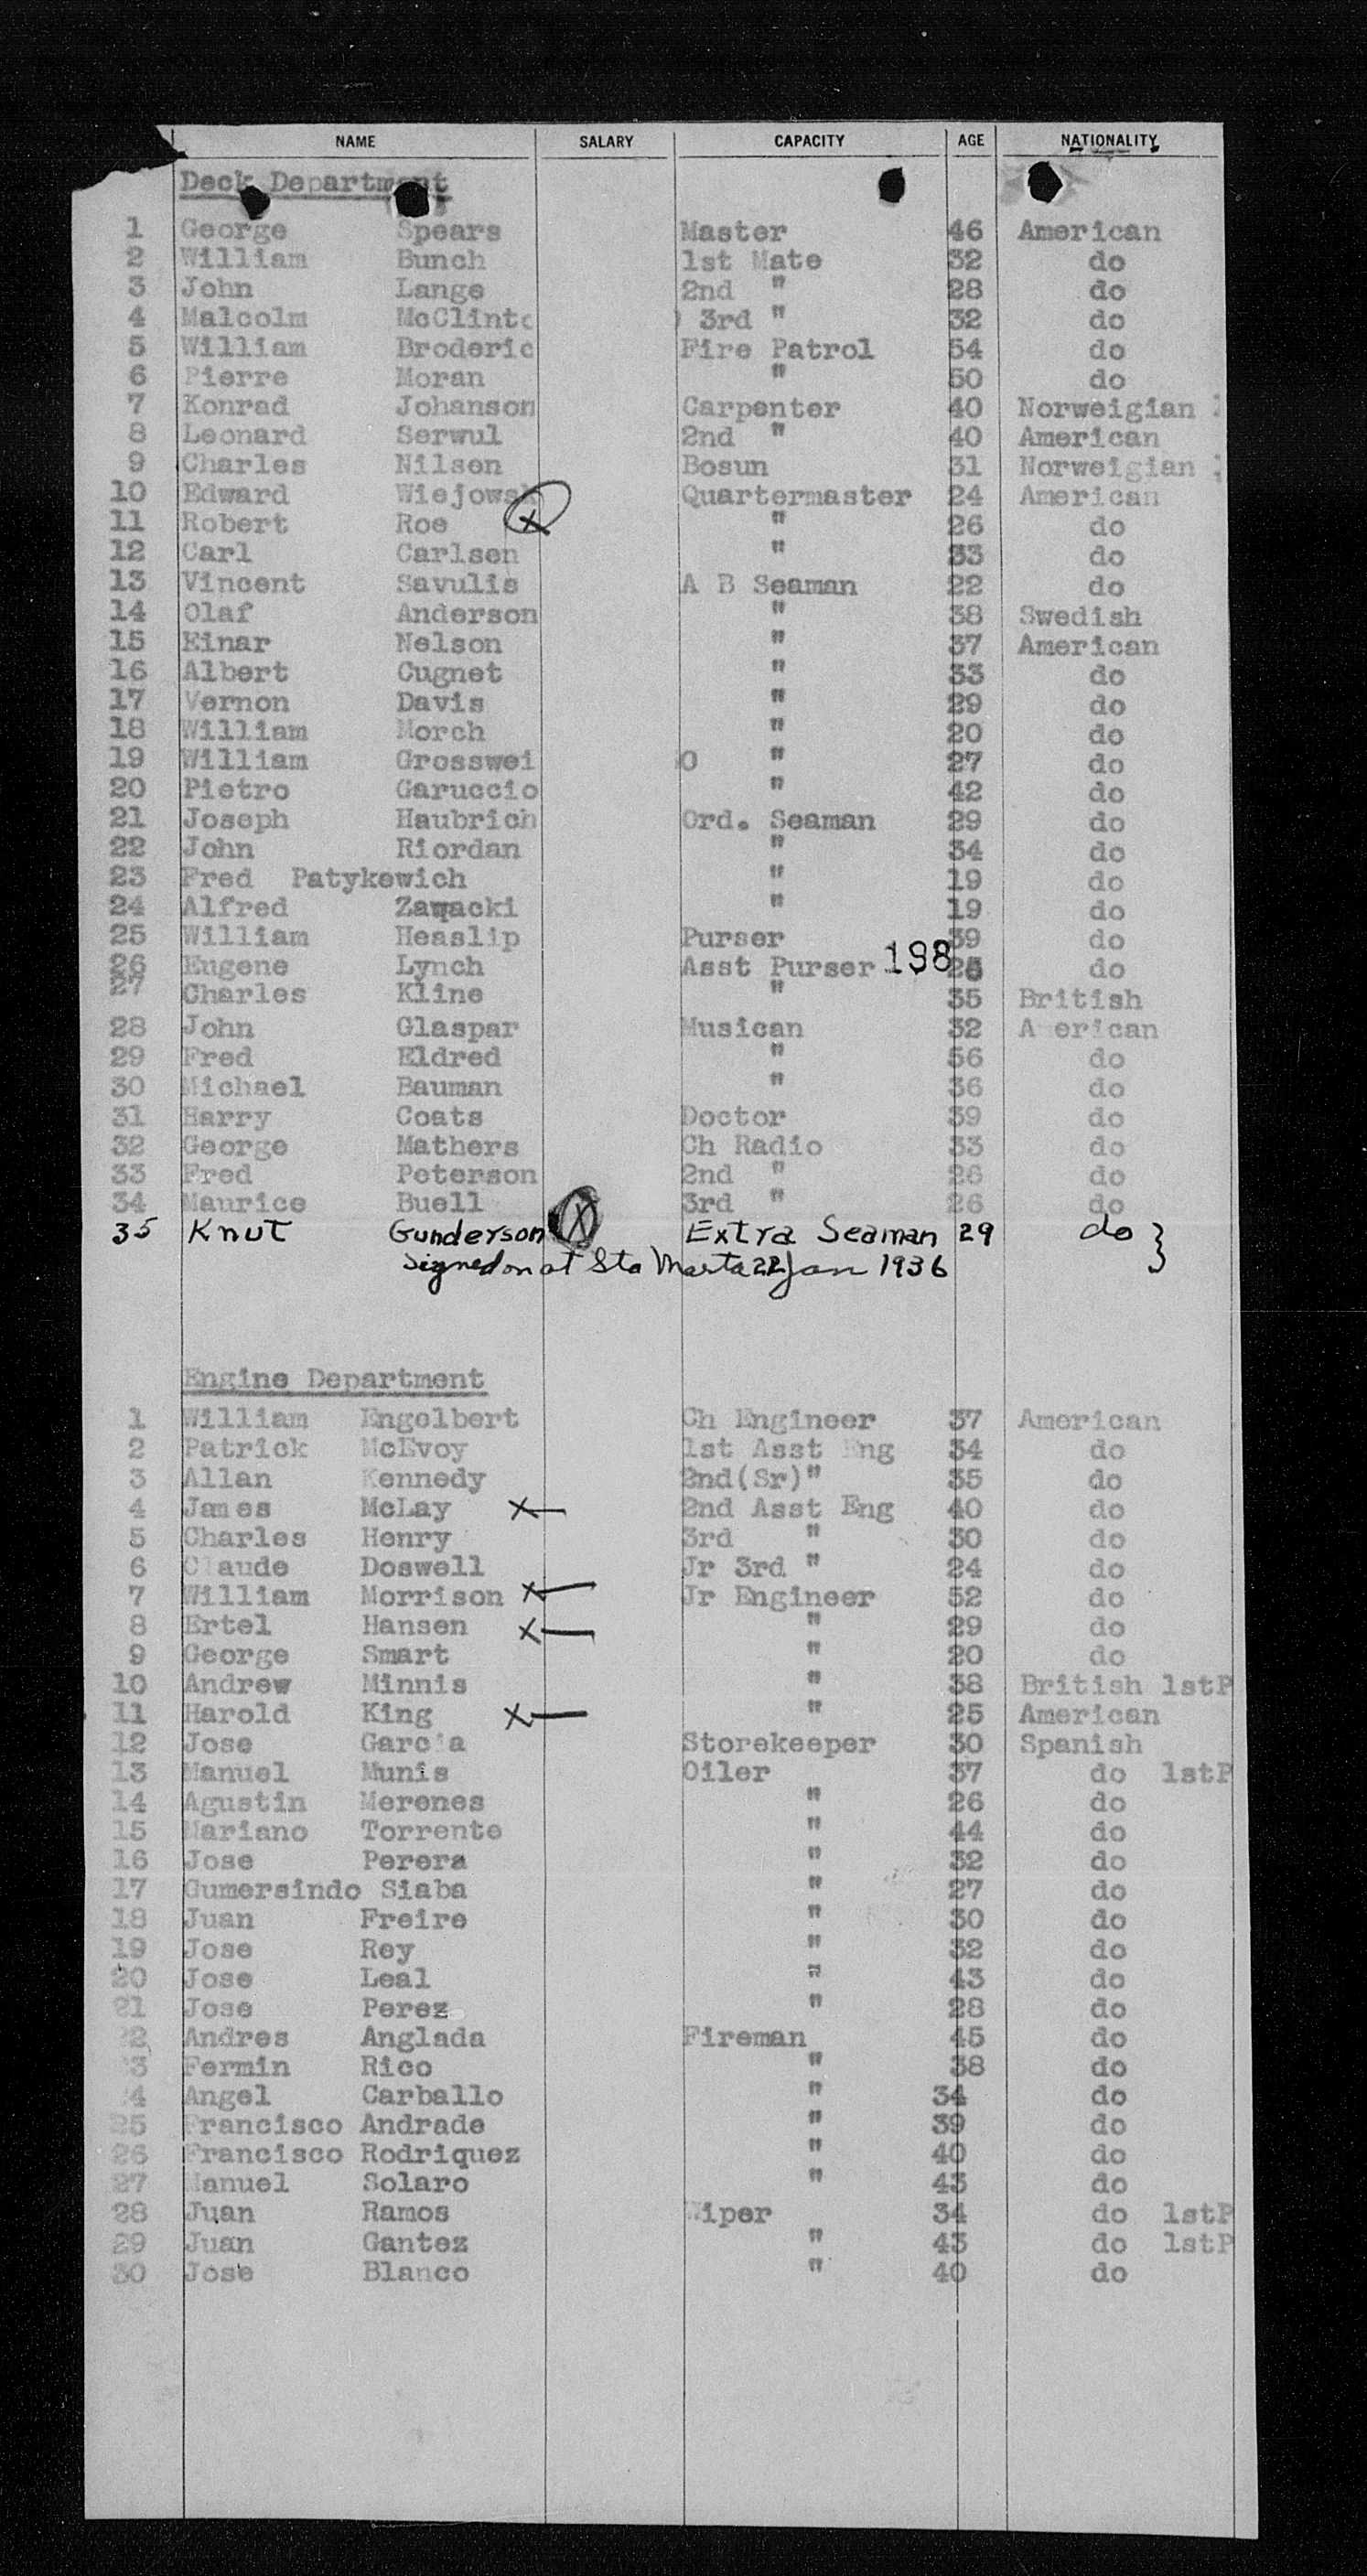 NAME SALARY CAPACITY AGE NATIONALITY
Deck Department
1 George Spears Master 46 American
2 William Bunch 1st Mate 32 do
3 John Lange 2nd " 28 do
4 Malcolm McClinto ) 3rd " 32 do
5 William Broderic Fire Patrol 54 do
6 Pierre Moran " 50 do
7 Konrad Johanson Carpenter 40 Norweigian
8 Leonard Serwul 2nd " 40 American
9 Charles Nilsen Bosun 31 Norweigian
10 Edward Wiejowsk Quartermaster 24 American
11 Robert Roe X " 26 do
12 Carl Carlsen " 33 do
13 Vincent Savulis A B Seaman 22 do
14 Olaf Anderson " 38 Swedish
15 Einar Nelson " 37 American
16 Albert Cugnet " 33 do
17 Vernon Davis " 29 do
18 William Morch " 20 do
19 William Grosswei O " 27 do
20 Pietro Garuccio " 42 do
21 Joseph Haubrich Ord. Seaman 29 do
22 John Riordan " 34 do
23 Fred Patykewich " 19 do
24 Alfred Zawacki " 19 do
25 William Heaslip Purser 39 do
26 Eugene Lynch Asst Purser 198 do
27 Charles Kline " 35 British
28 John Glaspar Musican 32 A erican
29 Fred Eldred " 56 do
30 Michael Bauman " 36 do
31 Harry Coats Doctor 39 do
32 George Mathers Ch Radio 33 do
33 Fred Peterson 2nd " 26 do
34 Maurice Buell 3rd " 26 do
35 Knut Gunderson X Extra Seaman 29 do }
Signed on at Sta Marta 22 Jan 1936
Engine Department
1 William Engelbert Ch Engineer 37 American
2 Patrick McEvoy 1st Asst Eng 34 do
3 Allan Kennedy 2nd(Sr)" 35 do
4 James McLay X 2nd Asst Eng 40 do
5 Charles Henry 3rd " 30 do
6 Claude Doswell Jr 3rd " 24 do
7 William Morrison X Jr Engineer 52 do
8 Ertel Hansen X " 29 do
9 George Smart " 20 do
10 Andrew Minnis " 38 British 1stP
11 Harold King X " 25 American
12 Jose Garcia Storekeeper 30 Spanish
13 Manuel Munis Oiler 37 do 1stP
14 Agustin Merenes " 26 do
15 Mariano Torrente " 44 do
16 Jose Perera " 32 do
17 Gumersindo Siaba " 27 do
18 Juan Freire " 30 do
19 Jose Rey " 32 do
20 Jose Leal " 43 do
21 Jose Perez " 28 do
22 Andres Anglada Fireman 45 do
3 Fermin Rico " 38 do
4 Angel Carballo " 34 do
25 Francisco Andrade " 39 do
26 Francisco Rodriquez " 40 do
27 Manuel Solaro " 43 do
28 Juan Ramos Wiper 34 do 1stP
29 Juan Gantez " 43 do 1stP
30 Jose Blanco " 40 do